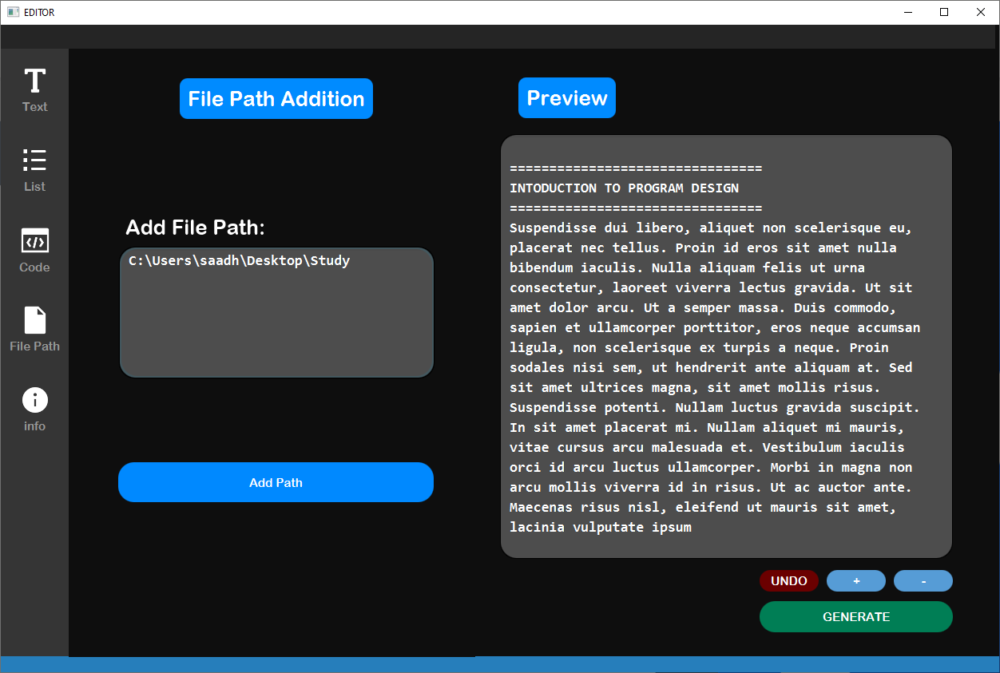 EDITOR
Text
List
Code
File Path
info
File Path Addition
Add File Path:
C:\Users\saadh\Desktop\Study
Add Path
Preview
================================
INTODUCTION TO PROGRAM DESIGN
================================
Suspendisse dui libero, aliquet non scelerisque eu,
placerat nec tellus. Proin id eros sit amet nulla
bibendum iaculis. Nulla aliquam felis ut urna
consectetur, laoreet viverra lectus gravida. Ut sit
amet dolor arcu. Ut a semper massa. Duis commodo,
sapien et ullamcorper porttitor, eros neque accumsan
ligula, non scelerisque ex turpis a neque. Proin
sodales nisi sem, ut hendrerit ante aliquam at. Sed
sit amet ultrices magna, sit amet mollis risus.
Suspendisse potenti. Nullam luctus gravida suscipit.
In sit amet placerat mi. Nullam aliquet mi mauris,
vitae cursus arcu malesuada et. Vestibulum iaculis
orci id arcu luctus ullamcorper. Morbi in magna non
arcu mollis viverra id in risus. Ut ac auctor ante.
Maecenas risus nisl, eleifend ut mauris sit amet,
lacinia vulputate ipsum
UNDO + -
GENERATE